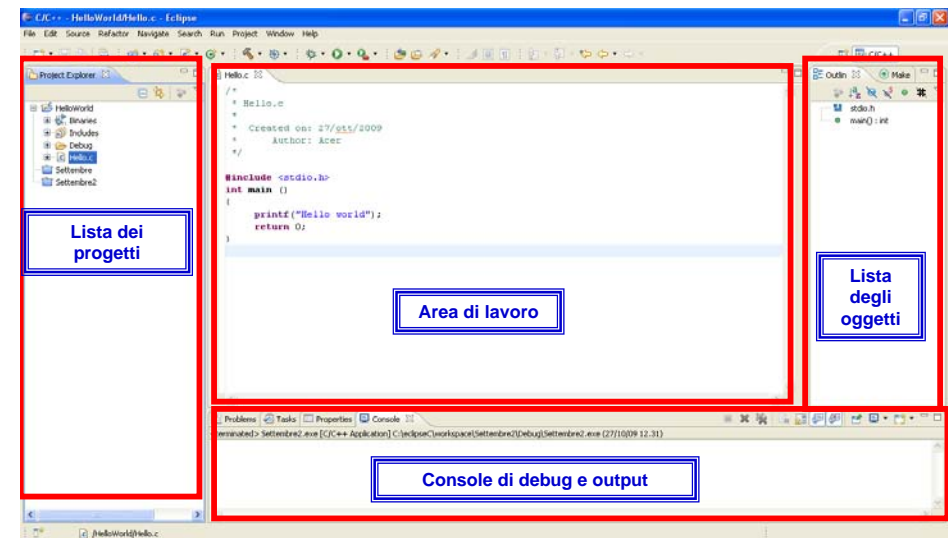 C/C++ - HelloWorld/Hello.c - Eclipse
File Edit Source Refactor Navigate Search Run Project Window Help
C/C++
Project Explorer
HelloWorld
Binaries
Includes
Debug
Hello.c
Settembre
Settembre2
Lista dei
progetti
Hello.c
/*
* Hello.c
*
* Created on: 27/ott/2009
* Author: Acer
*/
#include <stdio.h>
int main ()
{
printf("Hello world");
return 0;
}
Area di lavoro
Outlin Make
stdio.h
main() : int
Lista
degli
oggetti
Problems Tasks Properties Console
Settembre2.exe [C/C++ Application] C:\eclipseC\workspace\Settembre2\Debug\Settembre2.exe (27/10/09 12.31)
Console di debug e output
/HelloWorld/Hello.c